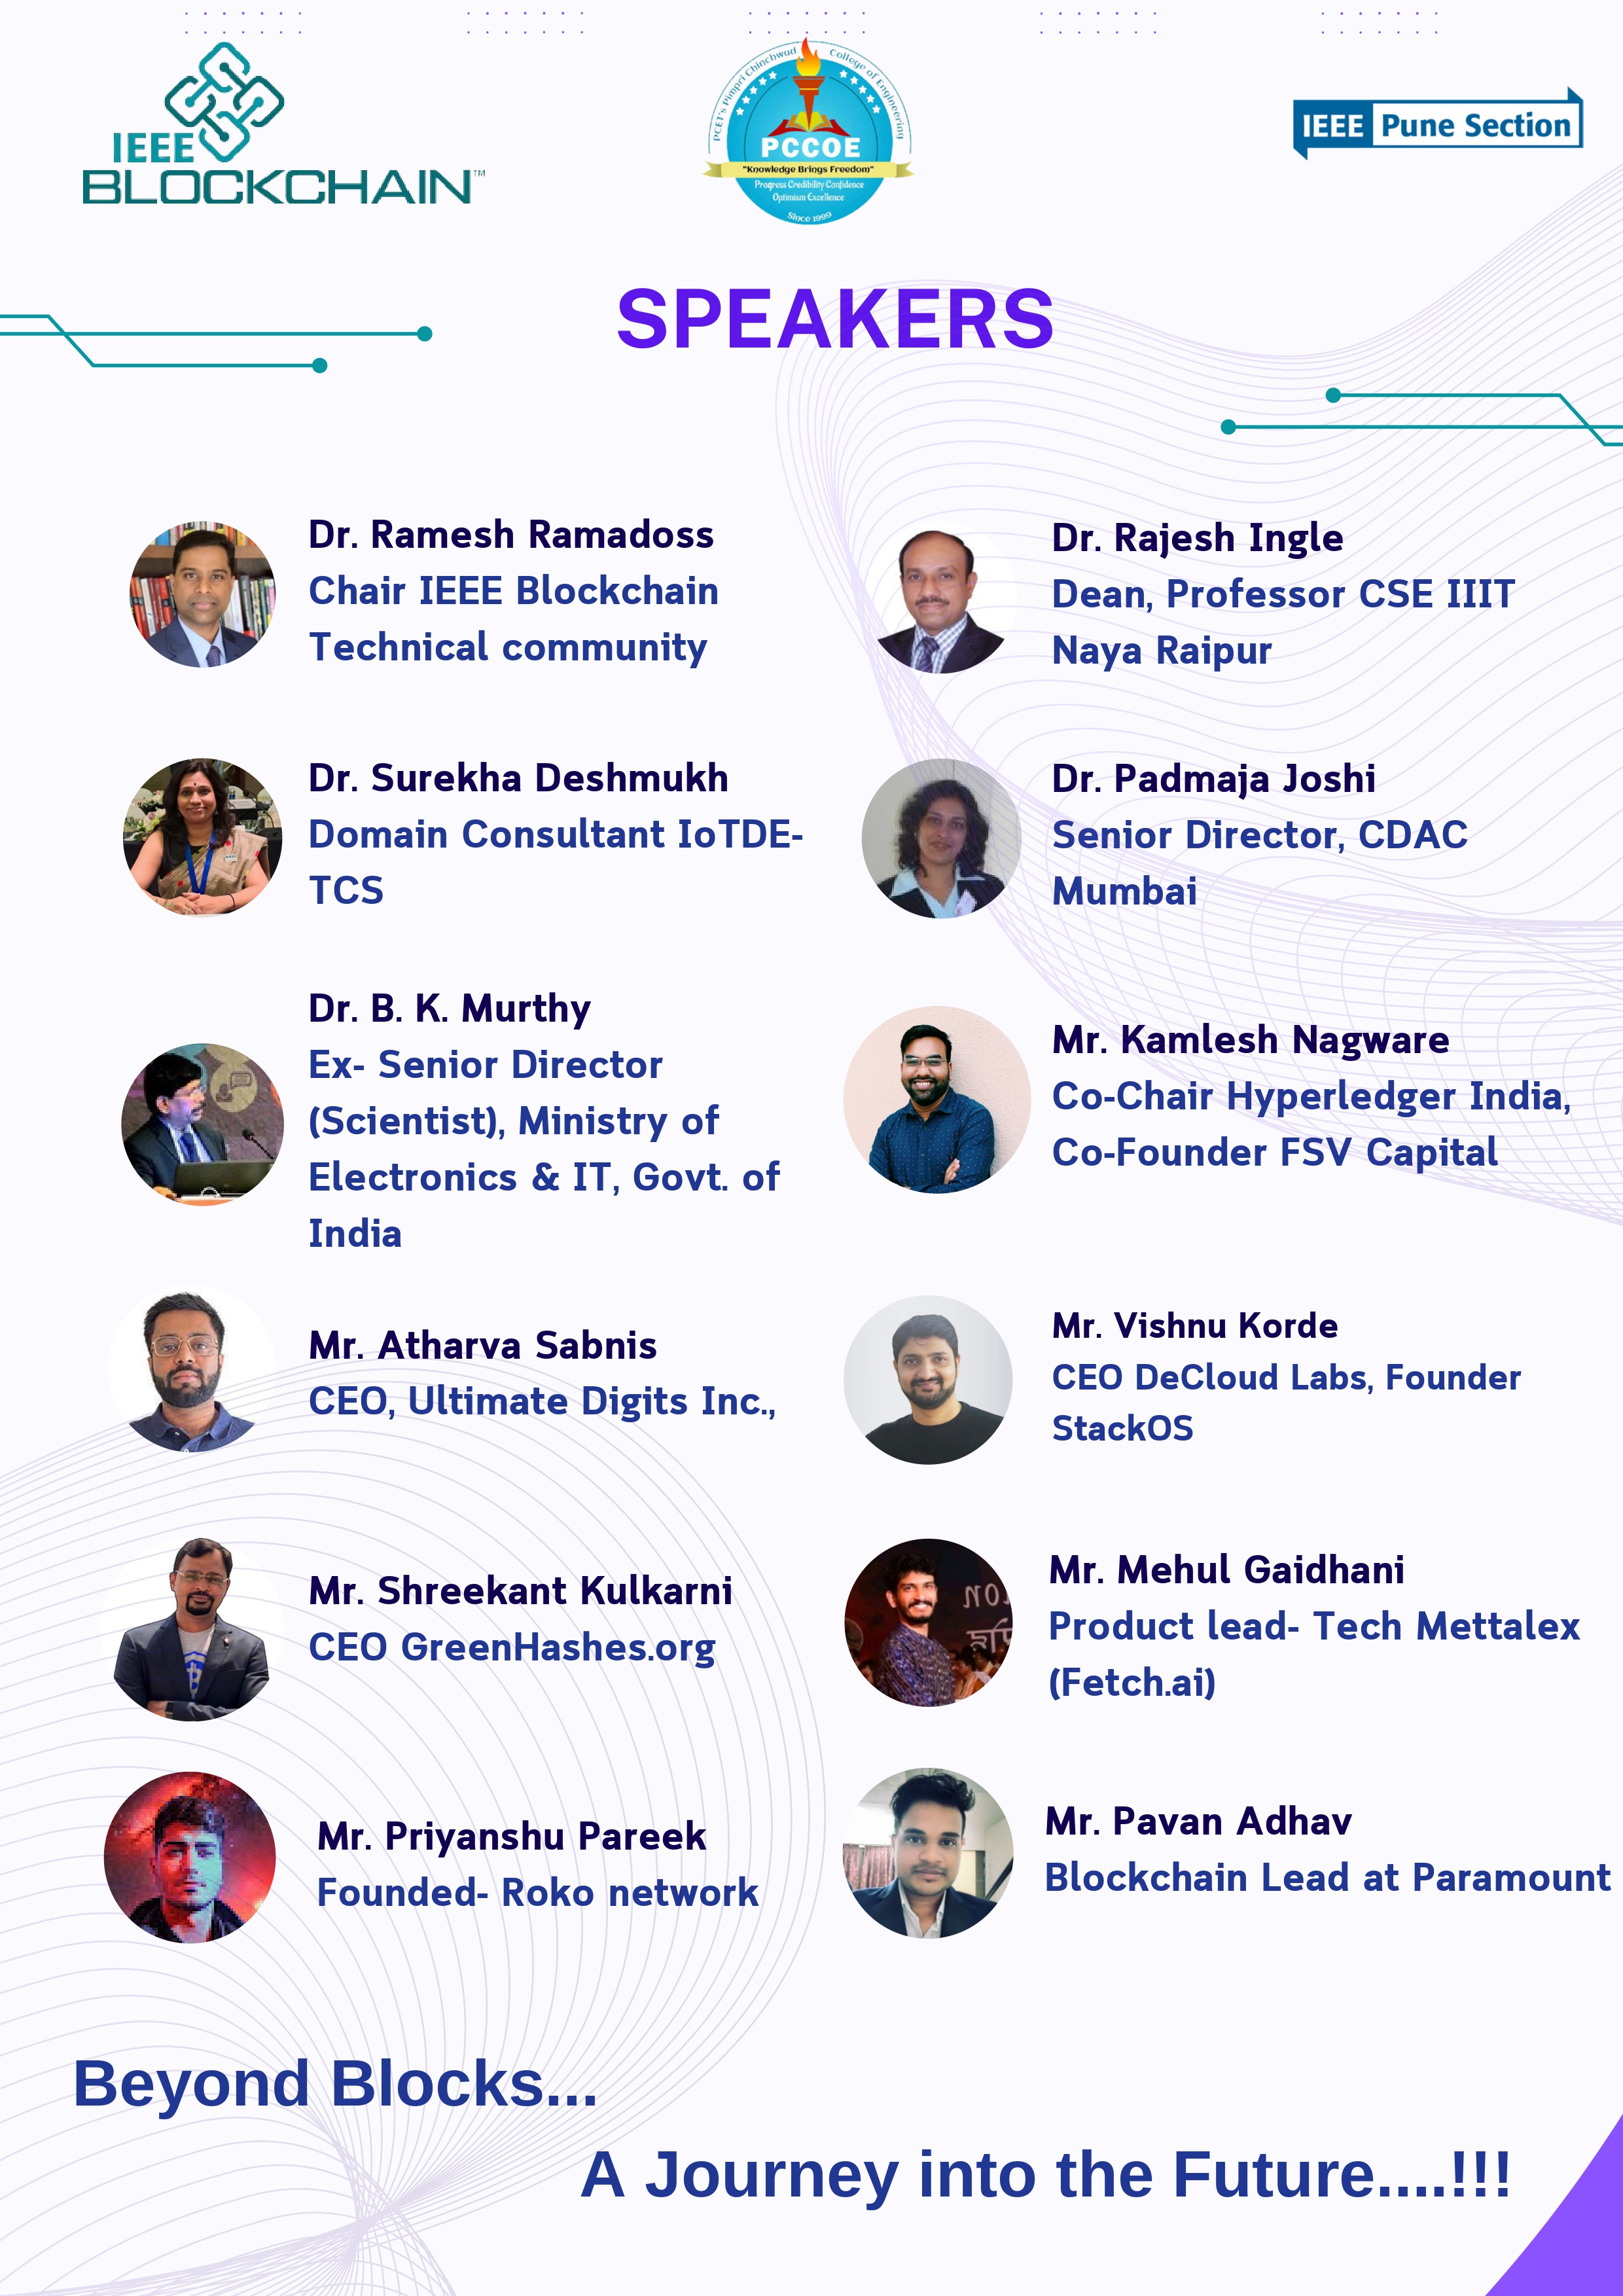 IEEE
BLOCKCHAIN™
PCET's Pimpri Chinchwad College of Engineering
PCCOE
"Knowledge Brings Freedom"
Progress Credibility Confidence
Optimism Excellence
Since 1999
IEEE Pune Section
SPEAKERS
Dr. Ramesh Ramadoss
Chair IEEE Blockchain
Technical community
Dr. Rajesh Ingle
Dean, Professor CSE IIIT
Naya Raipur
Dr. Surekha Deshmukh
Domain Consultant IoTDE-
TCS
Dr. Padmaja Joshi
Senior Director, CDAC
Mumbai
Dr. B. K. Murthy
Ex- Senior Director
(Scientist), Ministry of
Electronics & IT, Govt. of
India
Mr. Kamlesh Nagware
Co-Chair Hyperledger India,
Co-Founder FSV Capital
Mr. Atharva Sabnis
CEO, Ultimate Digits Inc.,
Mr. Vishnu Korde
CEO DeCloud Labs, Founder
StackOS
Mr. Shreekant Kulkarni
CEO GreenHashes.org
Mr. Mehul Gaidhani
Product lead- Tech Mettalex
(Fetch.ai)
Mr. Priyanshu Pareek
Founded- Roko network
Mr. Pavan Adhav
Blockchain Lead at Paramount
Beyond Blocks...
A Journey into the Future....!!!